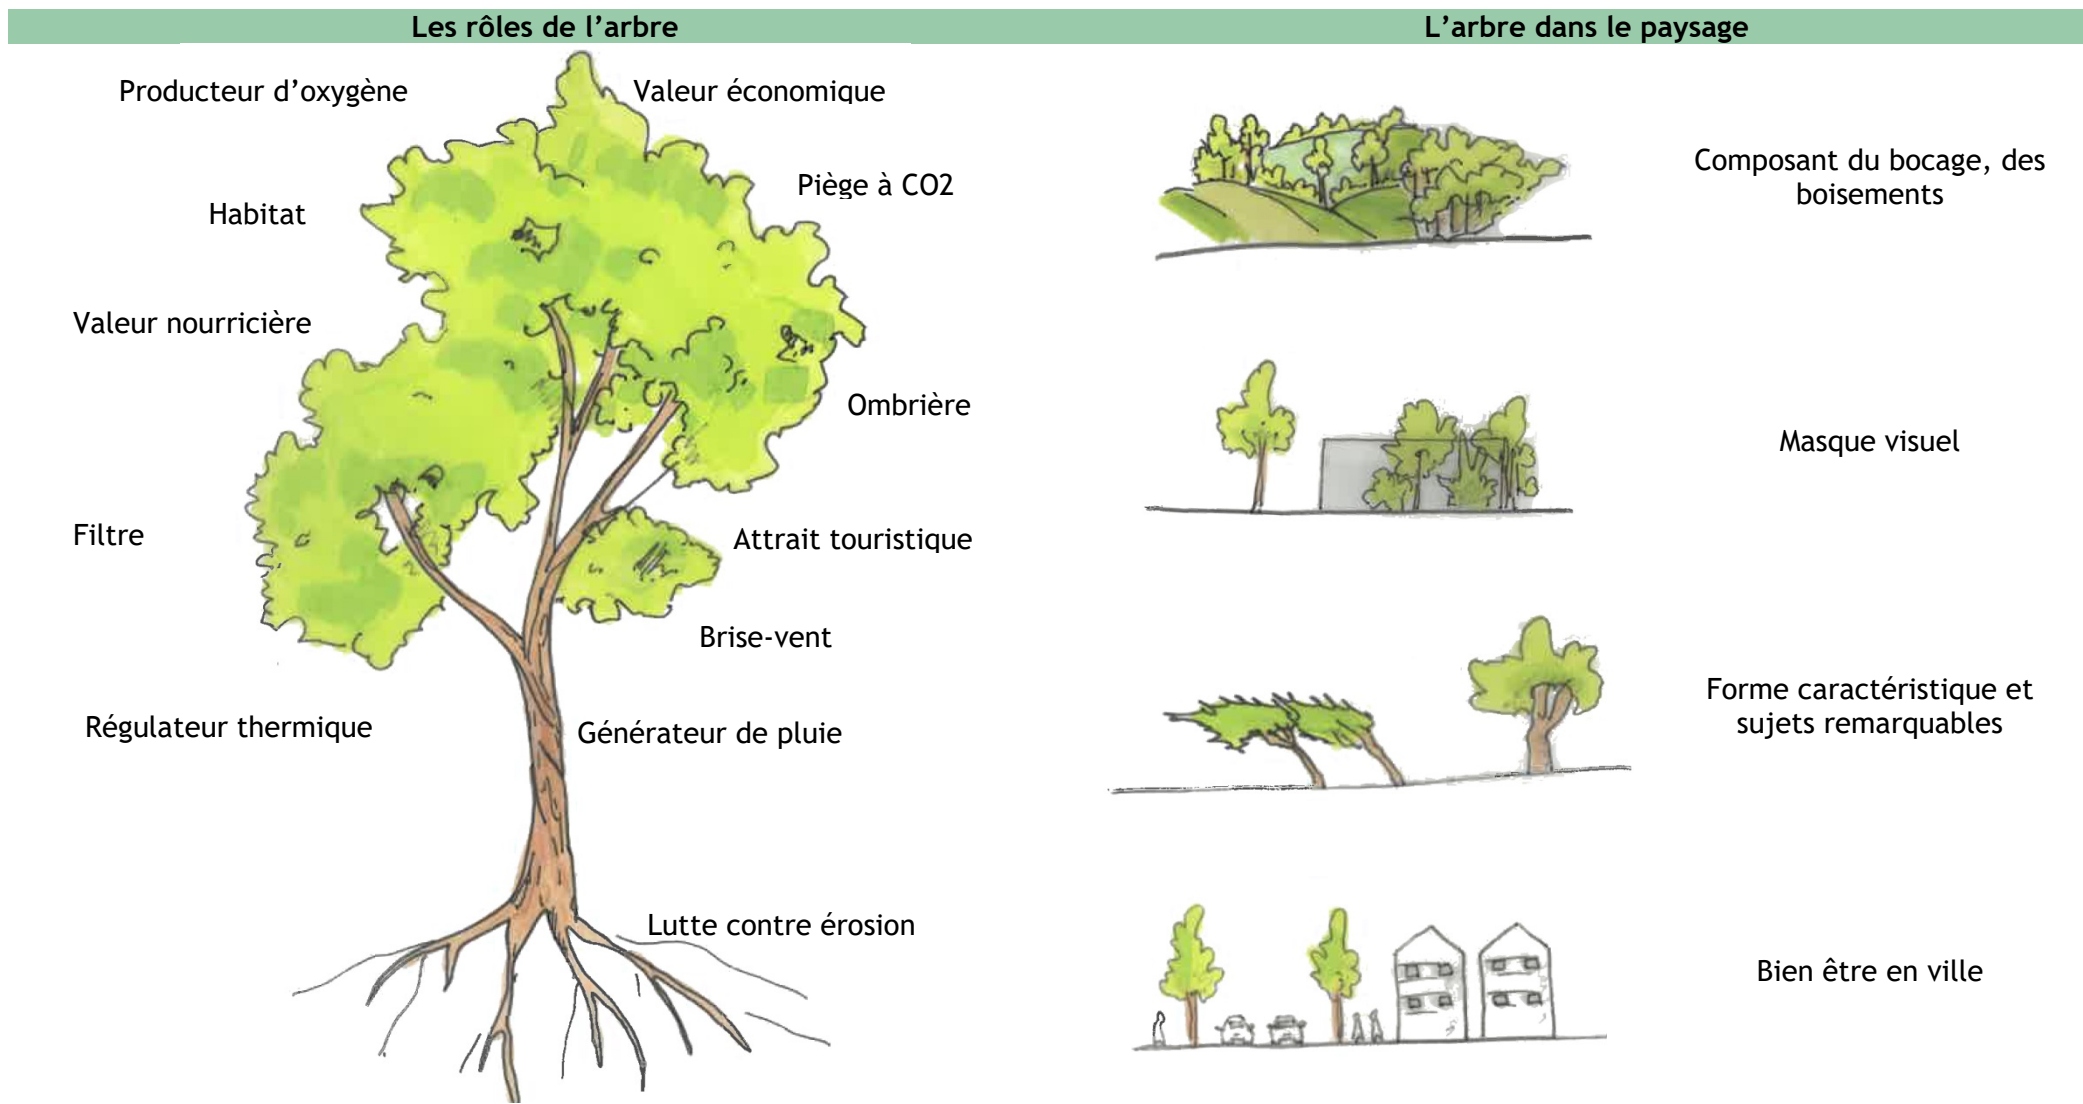 Les rôles de l’arbre
Producteur d’oxygène
Valeur économique
Piège à CO2
Habitat
Valeur nourricière
Ombrière
Filtre
Attrait touristique
Brise-vent
Régulateur thermique
Générateur de pluie
Lutte contre érosion
L’arbre dans le paysage
Composant du bocage, des
boisements
Masque visuel
Forme caractéristique et
sujets remarquables
Bien être en ville